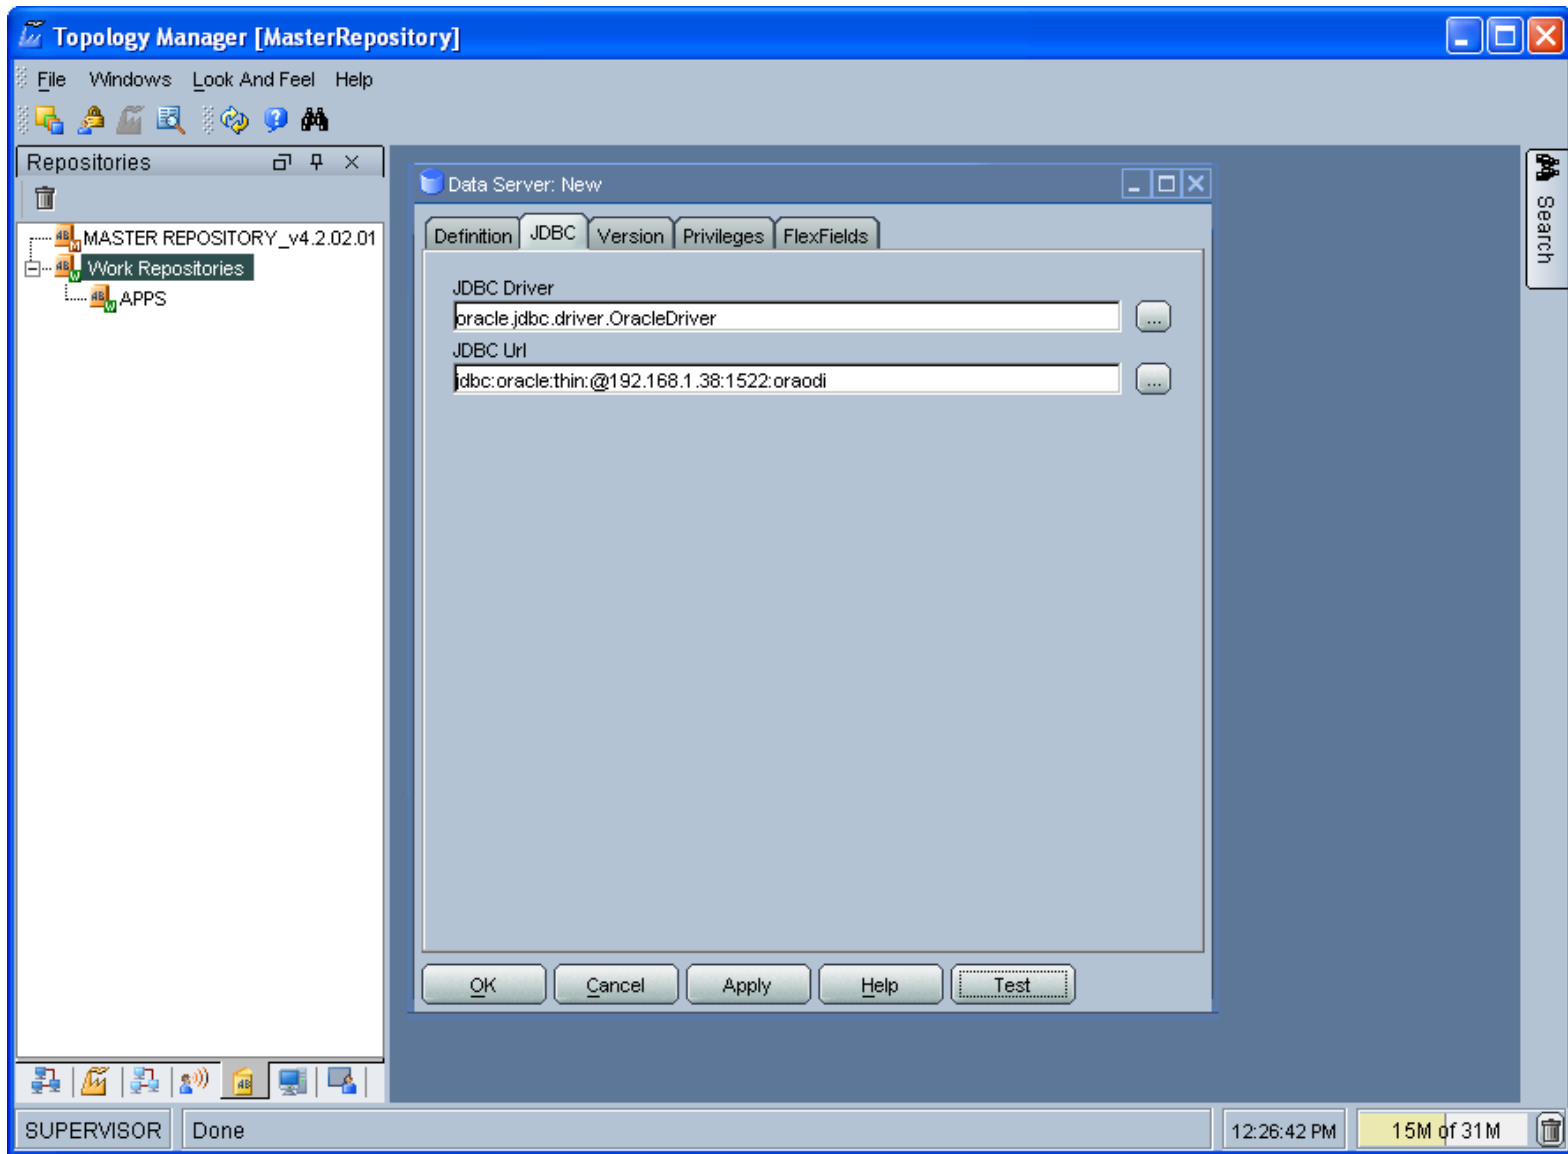 Topology Manager [MasterRepository]
File Windows Look And Feel Help
Repositories
MASTER REPOSITORY_v4.2.02.01
Work Repositories
APPS
Data Server: New
Definition JDBC Version Privileges FlexFields
JDBC Driver
oracle.jdbc.driver.OracleDriver
...
JDBC Url
jdbc:oracle:thin:@192.168.1.38:1522:oraodi
...
OK Cancel Apply Help Test
Search
SUPERVISOR Done 12:26:42 PM 15M of 31M